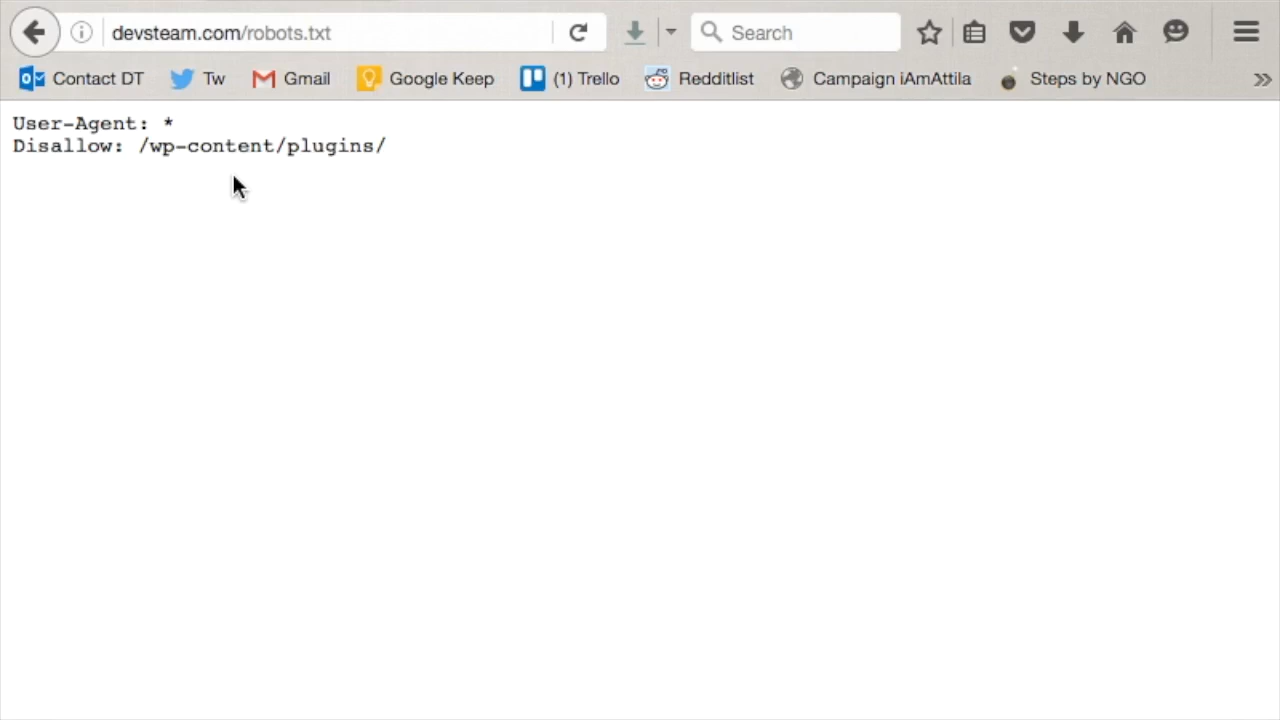 devsteam.com/robots.txt
Search
Contact DT
Tw
Gmail
Google Keep
(1) Trello
Redditlist
Campaign iAmAttila
Steps by NGO
User-Agent: *
Disallow: /wp-content/plugins/